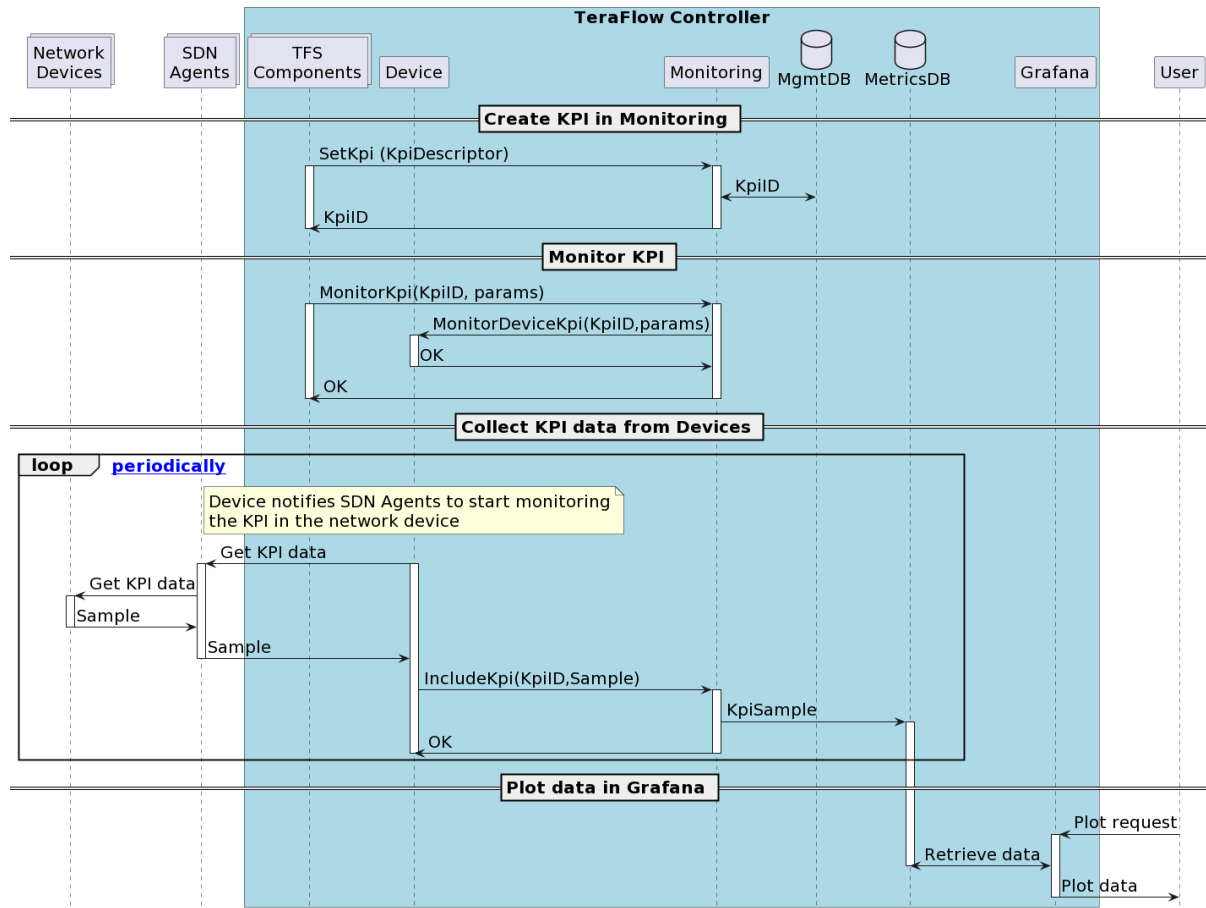 TeraFlow Controller
Network
Devices
SDN
Agents
TFS
Components
Device
Monitoring
MgmtDB
MetricsDB
Grafana
User
Create KPI in Monitoring
SetKpi (KpiDescriptor)
KpiID
KpiID
Monitor KPI
MonitorKpi(KpiID, params)
MonitorDeviceKpi(KpiID,params)
OK
OK
Collect KPI data from Devices
loop periodically
Device notifies SDN Agents to start monitoring
the KPI in the network device
Get KPI data
Get KPI data
Sample
Sample
IncludeKpi(KpiID,Sample)
KpiSample
OK
Plot data in Grafana
Plot request
Retrieve data
Plot data